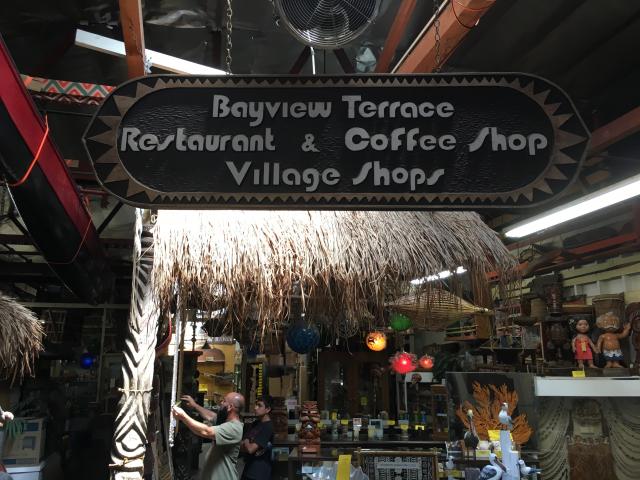 Bayview Terrace
Restaurant & Coffee Shop
Village Shops